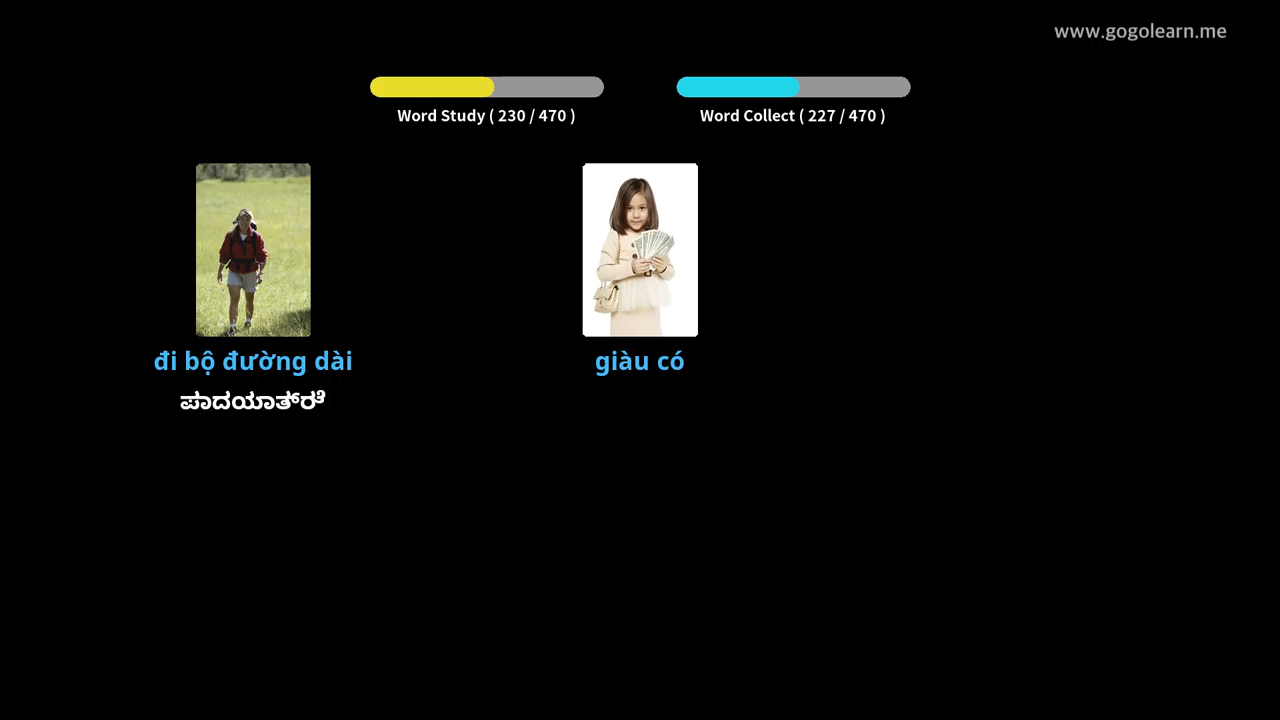 www.gogolearn.me
Word Study ( 230 / 470 )
Word Collect ( 227 / 470 )
đi bộ đường dài
ಪಾದಯಾತ್ರೆ
giàu có